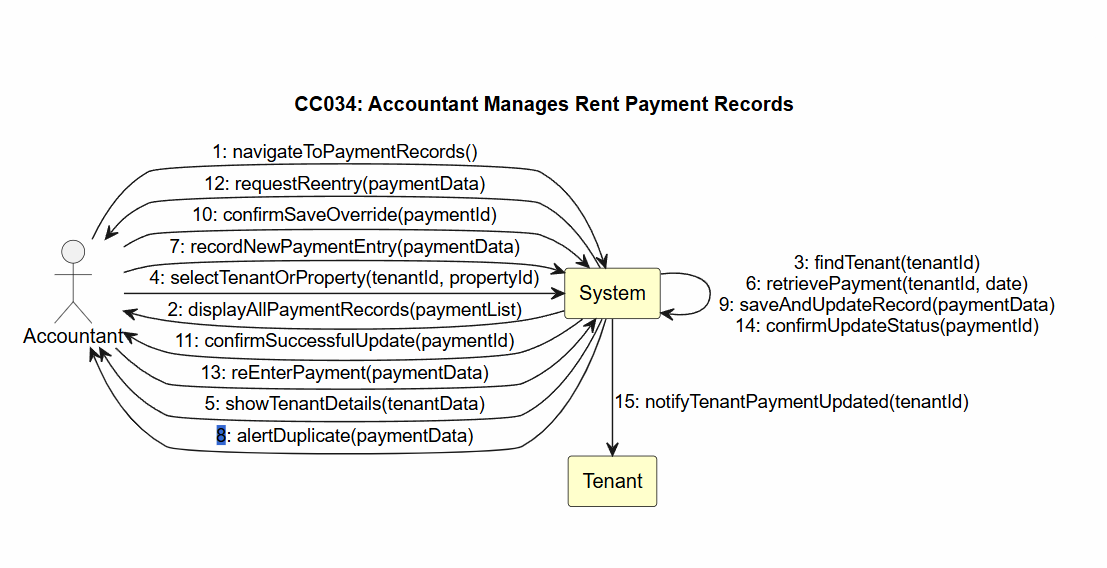 CC034: Accountant Manages Rent Payment Records
1: navigateToPaymentRecords()
12: requestReentry(paymentData)
10: confirmSaveOverride(paymentId)
7: recordNewPaymentEntry(paymentData)
4: selectTenantOrProperty(tenantId, propertyId)
2: displayAllPaymentRecords(paymentList)
11: confirmSuccessfulUpdate(paymentId)
13: reEnterPayment(paymentData)
5: showTenantDetails(tenantData)
8: alertDuplicate(paymentData)
Accountant
System
3: findTenant(tenantId)
6: retrievePayment(tenantId, date)
9: saveAndUpdateRecord(paymentData)
14: confirmUpdateStatus(paymentId)
15: notifyTenantPaymentUpdated(tenantId)
Tenant